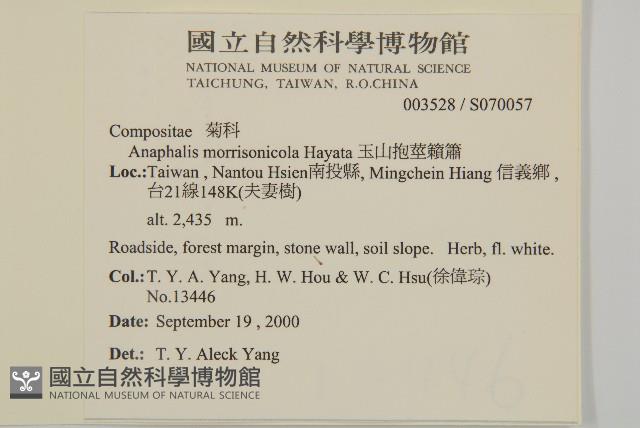 國立自然科學博物館
NATIONAL MUSEUM OF NATURAL SCIENCE
TAICHUNG, TAIWAN, R.O.CHINA
003528 / S070057
Compositae 菊科
Anaphalis morrisonicola Hayata 玉山抱莖籟簫
Loc.:Taiwan , Nantou Hsien南投縣, Mingchein Hiang 信義鄉 ,
台21線148K(夫妻樹)
alt. 2,435 m.
Roadside, forest margin, stone wall, soil slope. Herb, fl. white.
Col.: T. Y. A. Yang, H. W. Hou & W. C. Hsu(徐偉琮)
No.13446
Date: September 19 , 2000
Det.: T. Y. Aleck Yang
國立自然科學博物館
NATIONAL MUSEUM OF NATURAL SCIENCE